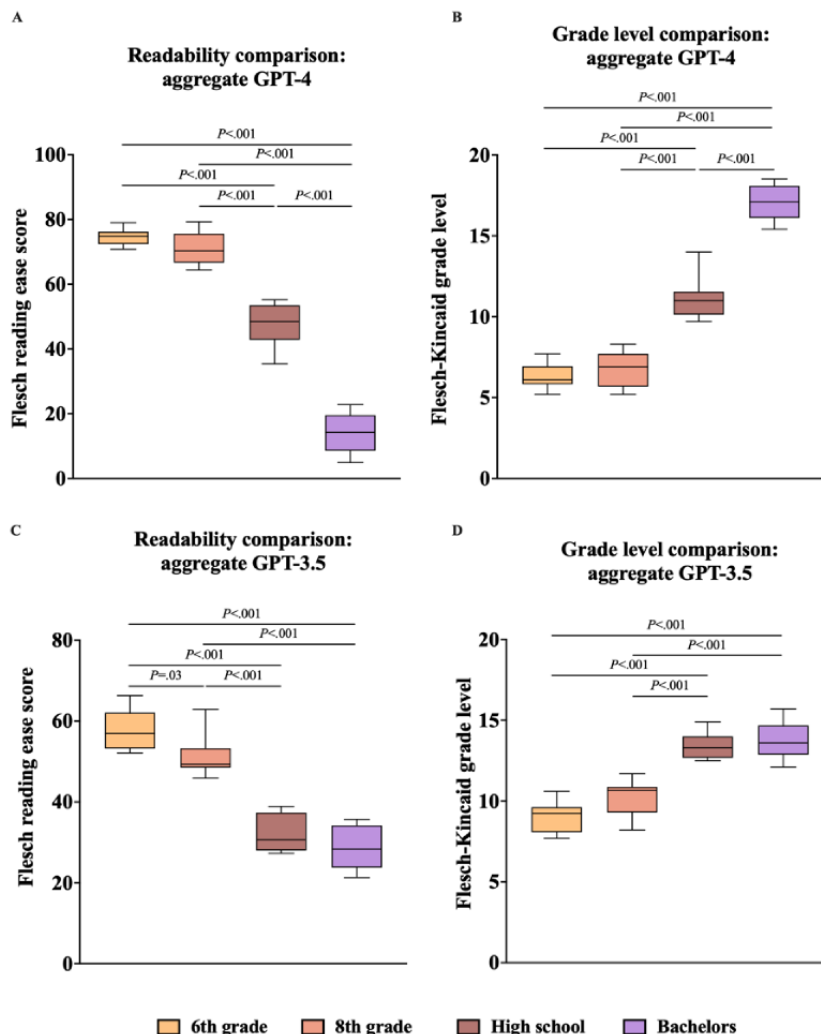 A
Readability comparison:
aggregate GPT-4
P<.001
P<.001
P<.001
P<.001 P<.001
100
80
60
40
20
0
Flesch reading ease score
B
Grade level comparison:
aggregate GPT-4
P<.001
P<.001
P<.001
P<.001 P<.001
20
15
10
5
0
Flesch-Kincaid grade level
C
Readability comparison:
aggregate GPT-3.5
P<.001
P<.001
P<.001
P=.03 P<.001
80
60
40
20
0
Flesch reading ease score
D
Grade level comparison:
aggregate GPT-3.5
P<.001
P<.001
P<.001
P<.001
20
15
10
5
0
Flesch-Kincaid grade level
6th grade 8th grade High school Bachelors